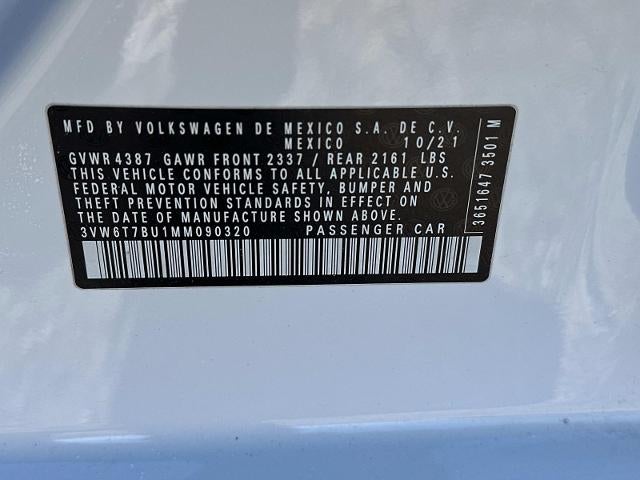 MFD BY VOLKSWAGEN DE MEXICO S.A. DE C.V.
MEXICO 10/21
GVWR 4387 GAWR FRONT 2337 / REAR 2161 LBS
THIS VEHICLE CONFORMS TO ALL APPLICABLE U.S.
FEDERAL MOTOR VEHICLE SAFETY, BUMPER AND
THEFT PREVENTION STANDARDS IN EFFECT ON
THE DATE OF MANUFACTURE SHOWN ABOVE.
3VW6T7BU1MM090320 PASSENGER CAR
3651647 3501 M